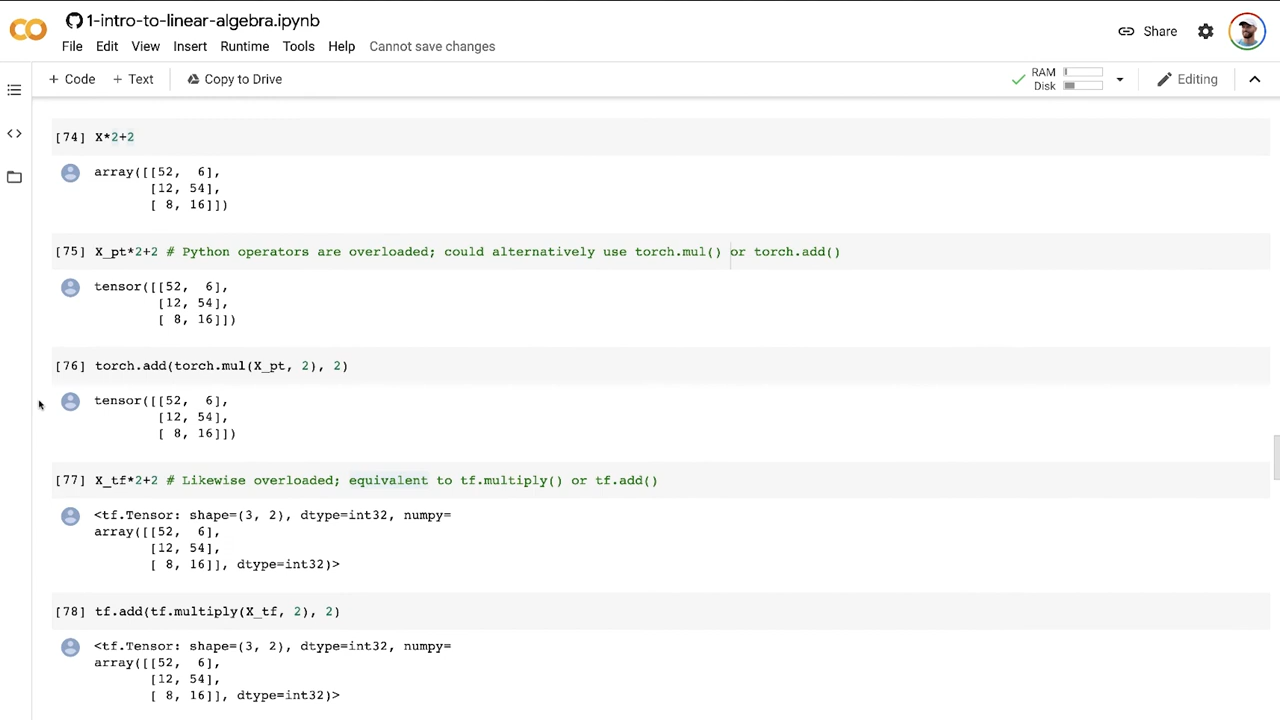 1-intro-to-linear-algebra.ipynb
File Edit View Insert Runtime Tools Help Cannot save changes
Share
+ Code + Text Copy to Drive
RAM
Disk
Editing
[74] X*2+2
array([[52,  6],
       [12, 54],
       [ 8, 16]])
[75] X_pt*2+2 # Python operators are overloaded; could alternatively use torch.mul() or torch.add()
tensor([[52,  6],
        [12, 54],
        [ 8, 16]])
[76] torch.add(torch.mul(X_pt, 2), 2)
tensor([[52,  6],
        [12, 54],
        [ 8, 16]])
[77] X_tf*2+2 # Likewise overloaded; equivalent to tf.multiply() or tf.add()
<tf.Tensor: shape=(3, 2), dtype=int32, numpy=
array([[52,  6],
       [12, 54],
       [ 8, 16]], dtype=int32)>
[78] tf.add(tf.multiply(X_tf, 2), 2)
<tf.Tensor: shape=(3, 2), dtype=int32, numpy=
array([[52,  6],
       [12, 54],
       [ 8, 16]], dtype=int32)>